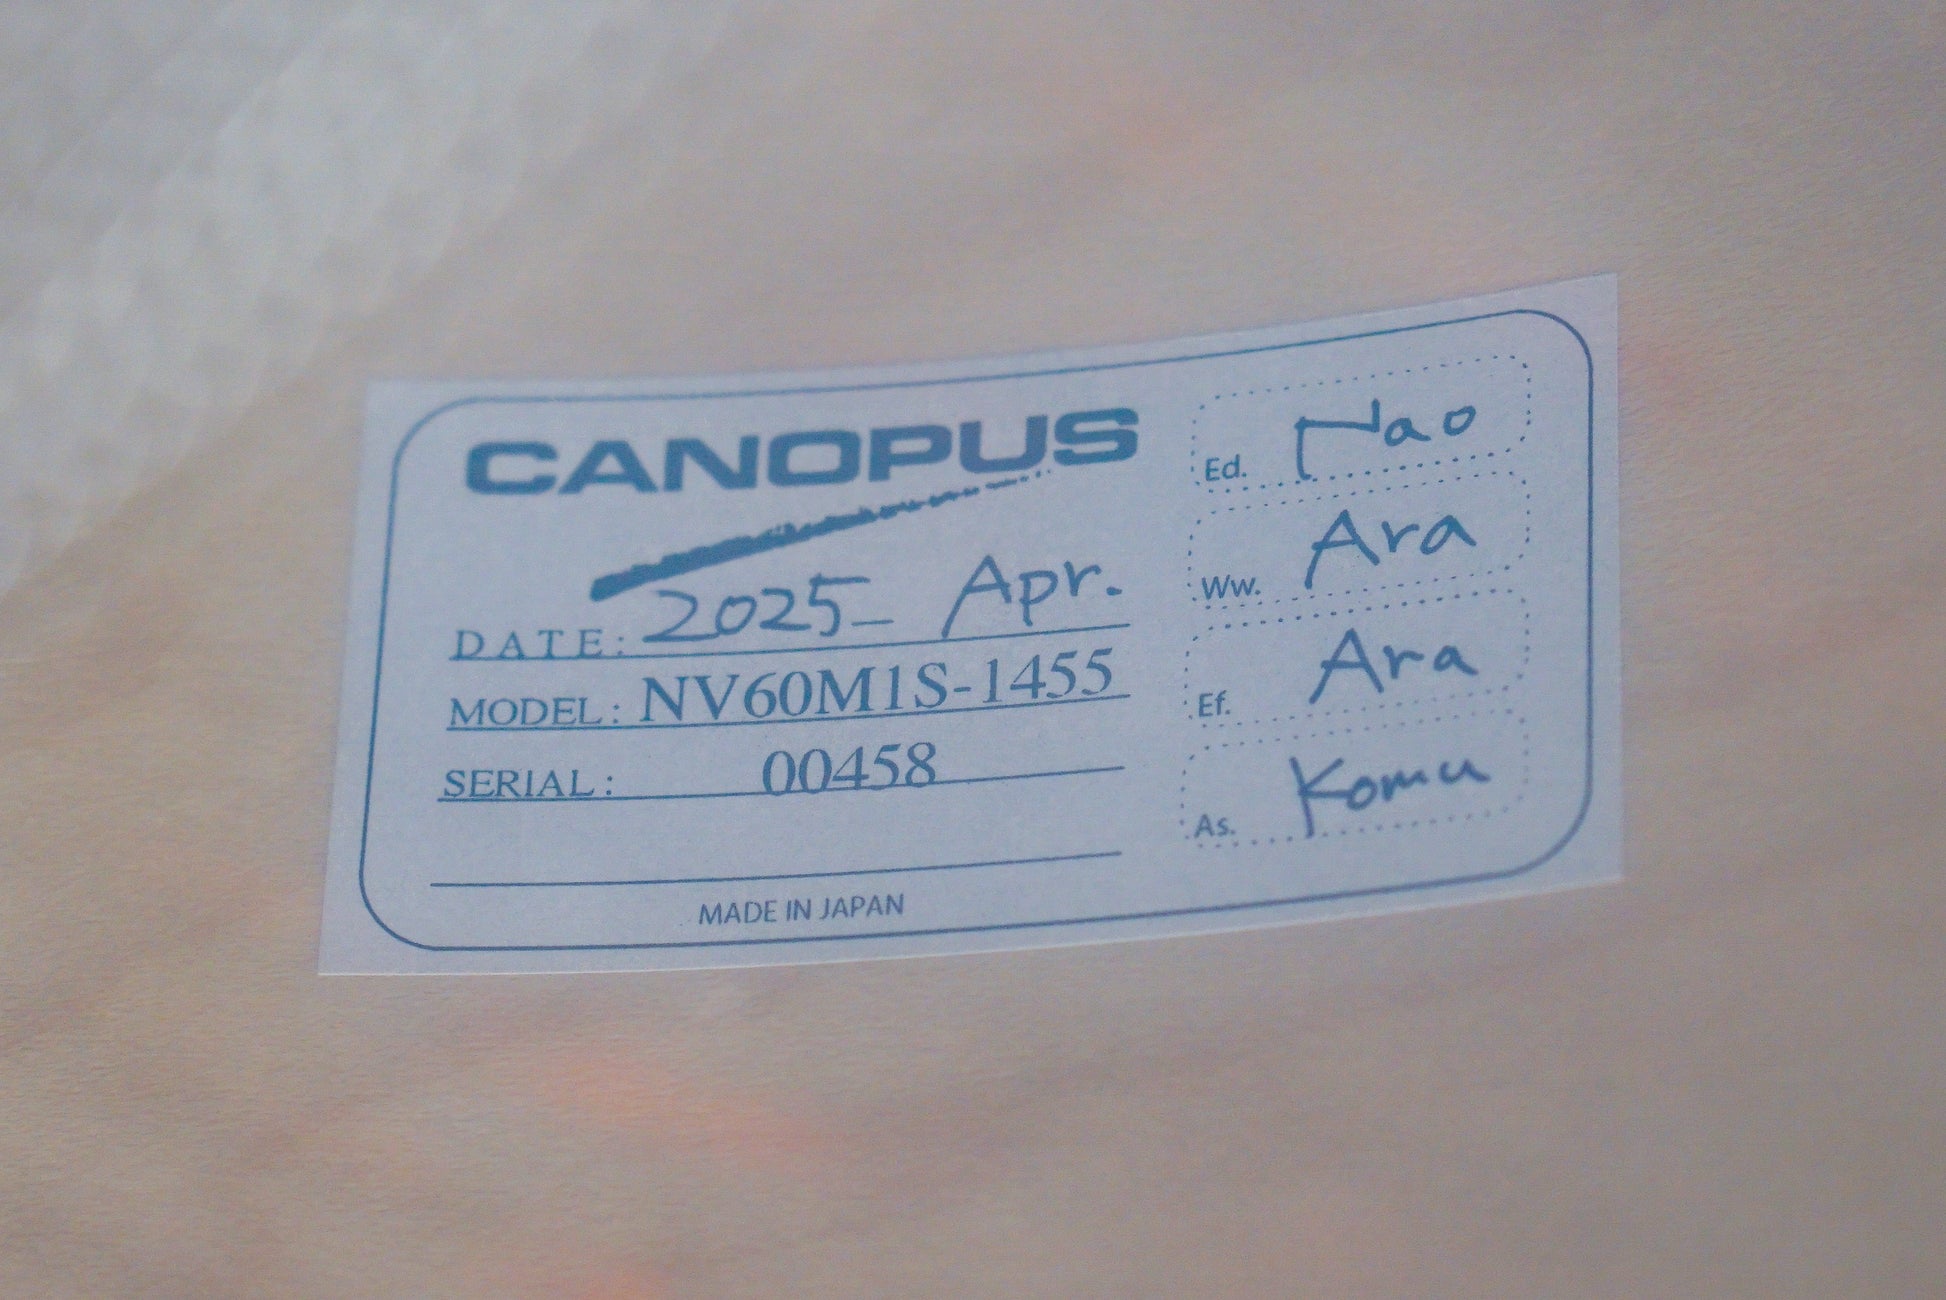 CANOPUS
DATE: 2025 Apr.
MODEL: NV60M1S-1455
SERIAL: 00458
MADE IN JAPAN
Ed. Nao
Ww. Ara
Ef. Ara
As. Komu